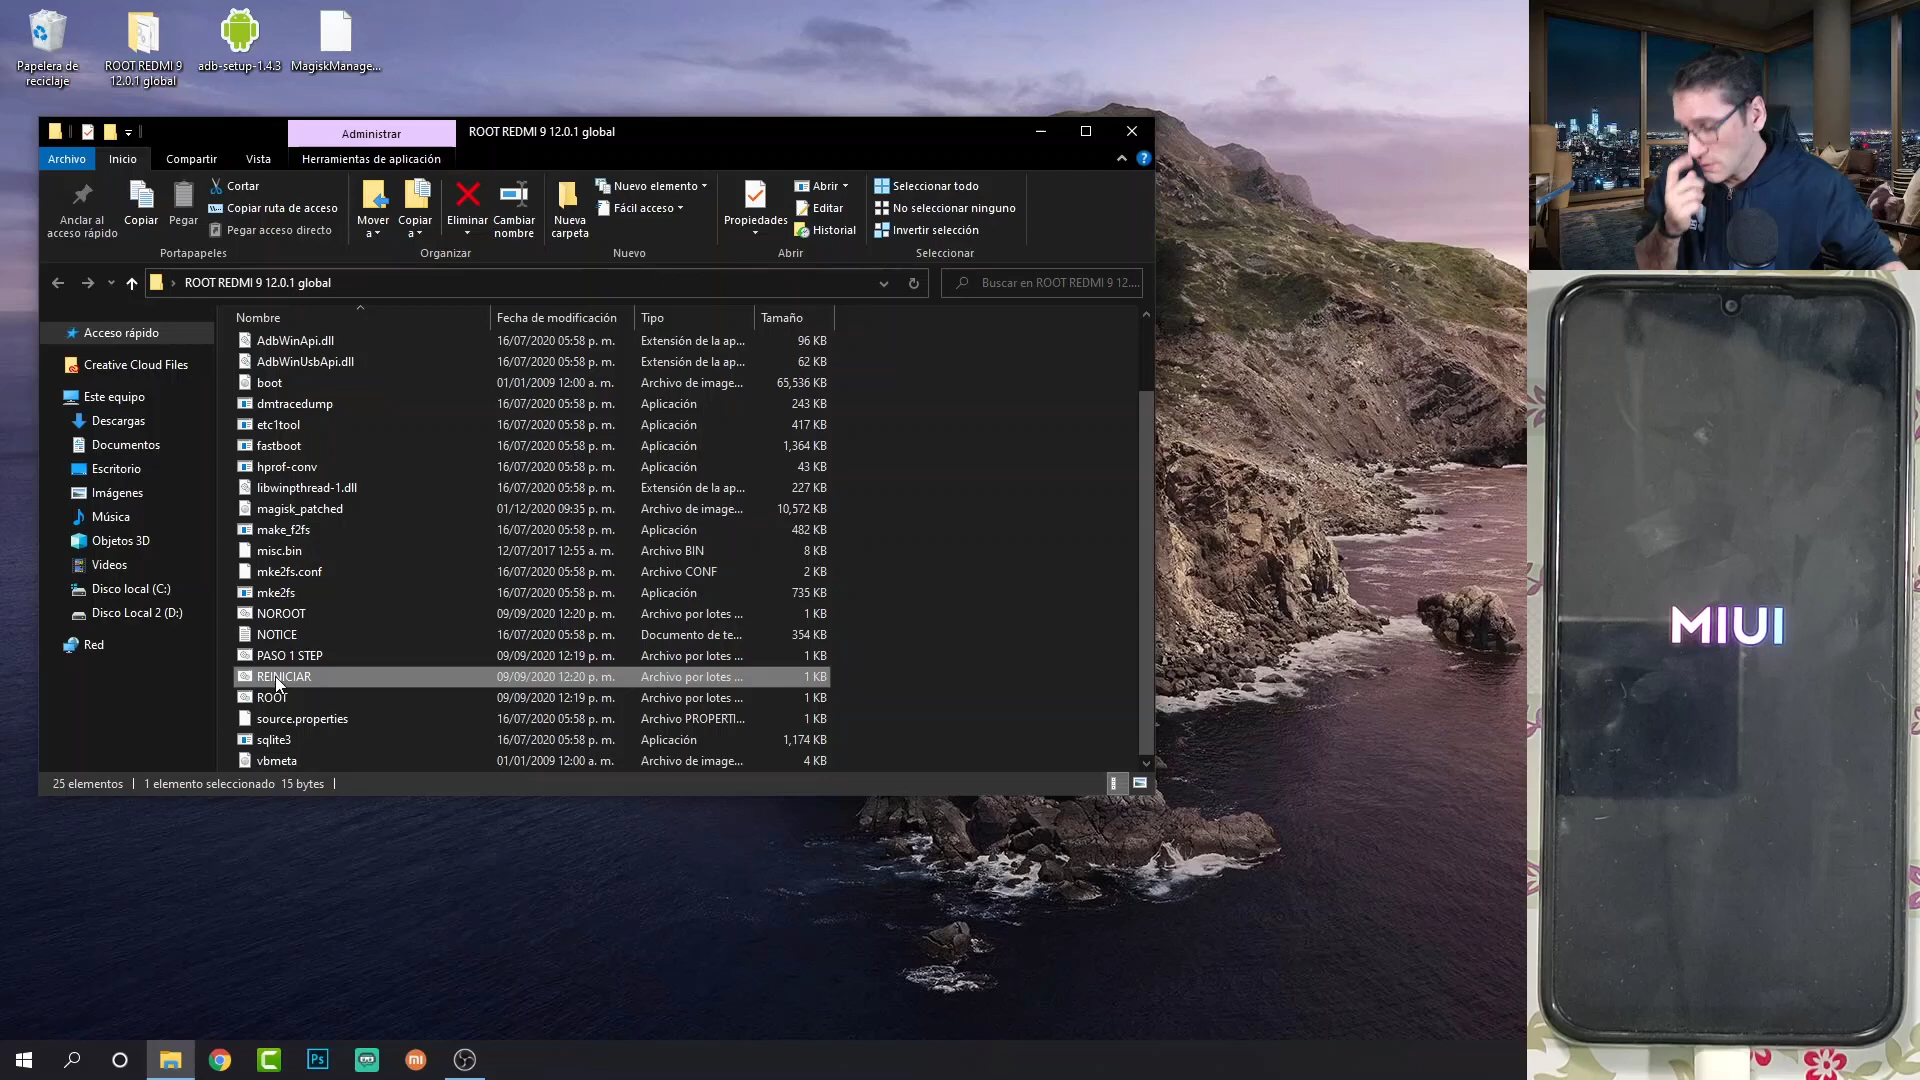 Papelera de
reciclaje
ROOT REDMI 9
12.0.1 global
adb-setup-1.4.3
MagiskManage...
Administrar
ROOT REDMI 9 12.0.1 global
Archivo
Inicio
Compartir
Vista
Herramientas de aplicación
Anclar al
acceso rápido
Copiar
Pegar
Cortar
Copiar ruta de acceso
Pegar acceso directo
Portapapeles
Mover
a
Copiar
a
Eliminar
Cambiar
nombre
Organizar
Nueva
carpeta
Nuevo elemento
Fácil acceso
Nuevo
Propiedades
Abrir
Editar
Historial
Abrir
Seleccionar todo
No seleccionar ninguno
Invertir selección
Seleccionar
ROOT REDMI 9 12.0.1 global
Buscar en ROOT REDMI 9 12....
Acceso rápido
Creative Cloud Files
Este equipo
Descargas
Documentos
Escritorio
Imágenes
Música
Objetos 3D
Videos
Disco local (C:)
Disco Local 2 (D:)
Red
Nombre Fecha de modificación Tipo Tamaño
AdbWinApi.dll 16/07/2020 05:58 p. m. Extensión de la ap... 96 KB
AdbWinUsbApi.dll 16/07/2020 05:58 p. m. Extensión de la ap... 62 KB
boot 01/01/2009 12:00 a. m. Archivo de image... 65,536 KB
dmtracedump 16/07/2020 05:58 p. m. Aplicación 243 KB
etc1tool 16/07/2020 05:58 p. m. Aplicación 417 KB
fastboot 16/07/2020 05:58 p. m. Aplicación 1,364 KB
hprof-conv 16/07/2020 05:58 p. m. Aplicación 43 KB
libwinpthread-1.dll 16/07/2020 05:58 p. m. Extensión de la ap... 227 KB
magisk_patched 01/12/2020 09:35 p. m. Archivo de image... 10,572 KB
make_f2fs 16/07/2020 05:58 p. m. Aplicación 482 KB
misc.bin 12/07/2017 12:55 a. m. Archivo BIN 8 KB
mke2fs.conf 16/07/2020 05:58 p. m. Archivo CONF 2 KB
mke2fs 16/07/2020 05:58 p. m. Aplicación 735 KB
NOROOT 09/09/2020 12:20 p. m. Archivo por lotes ... 1 KB
NOTICE 16/07/2020 05:58 p. m. Documento de te... 354 KB
PASO 1 STEP 09/09/2020 12:19 p. m. Archivo por lotes ... 1 KB
REINICIAR 09/09/2020 12:20 p. m. Archivo por lotes ... 1 KB
ROOT 09/09/2020 12:19 p. m. Archivo por lotes ... 1 KB
source.properties 16/07/2020 05:58 p. m. Archivo PROPERTI... 1 KB
sqlite3 16/07/2020 05:58 p. m. Aplicación 1,174 KB
vbmeta 01/01/2009 12:00 a. m. Archivo de image... 4 KB
25 elementos
1 elemento seleccionado 15 bytes
Ps
MIUI